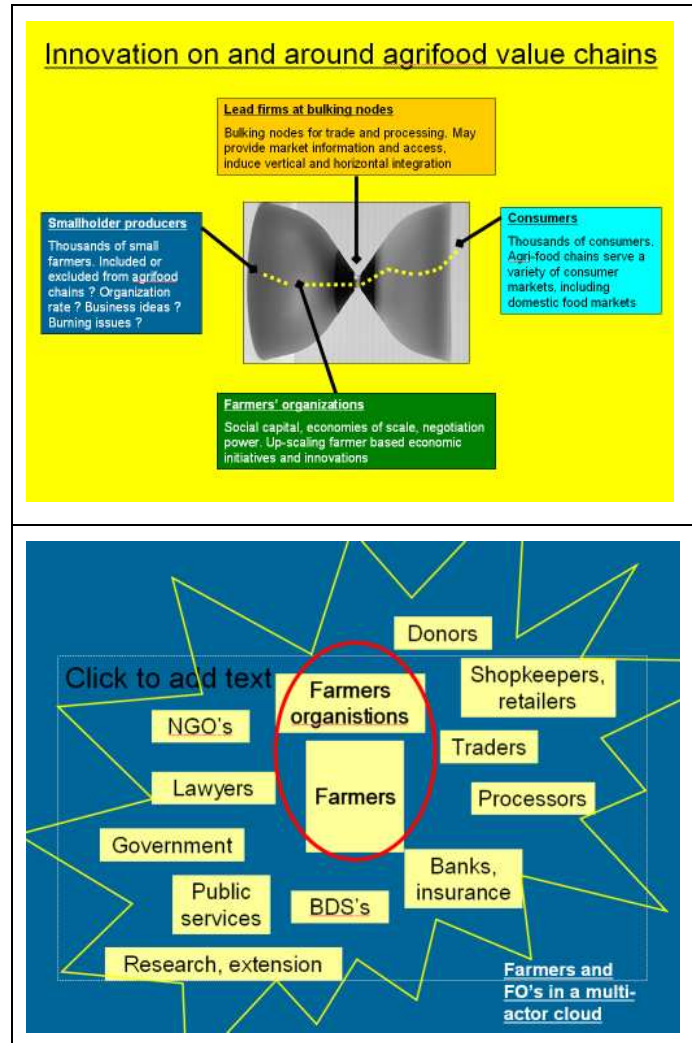 Innovation on and around agrifood value chains
Lead firms at bulking nodes
Bulking nodes for trade and processing. May
provide market information and access,
induce vertical and horizontal integration
Smallholder producers
Thousands of small
farmers. Included or
excluded from agrifood
chains ? Organization
rate ? Business ideas ?
Burning issues ?
Consumers
Thousands of consumers.
Agri-food chains serve a
variety of consumer
markets, including
domestic food markets
Farmers' organizations
Social capital, economies of scale, negotiation
power. Up-scaling farmer based economic
initiatives and innovations
Donors
Click to add text
Farmers
organistions
Shopkeepers,
retailers
NGO's
Traders
Lawyers
Farmers
Processors
Government
Banks,
insurance
Public
services
BDS's
Research, extension
Farmers and
FO's in a multi-
actor cloud